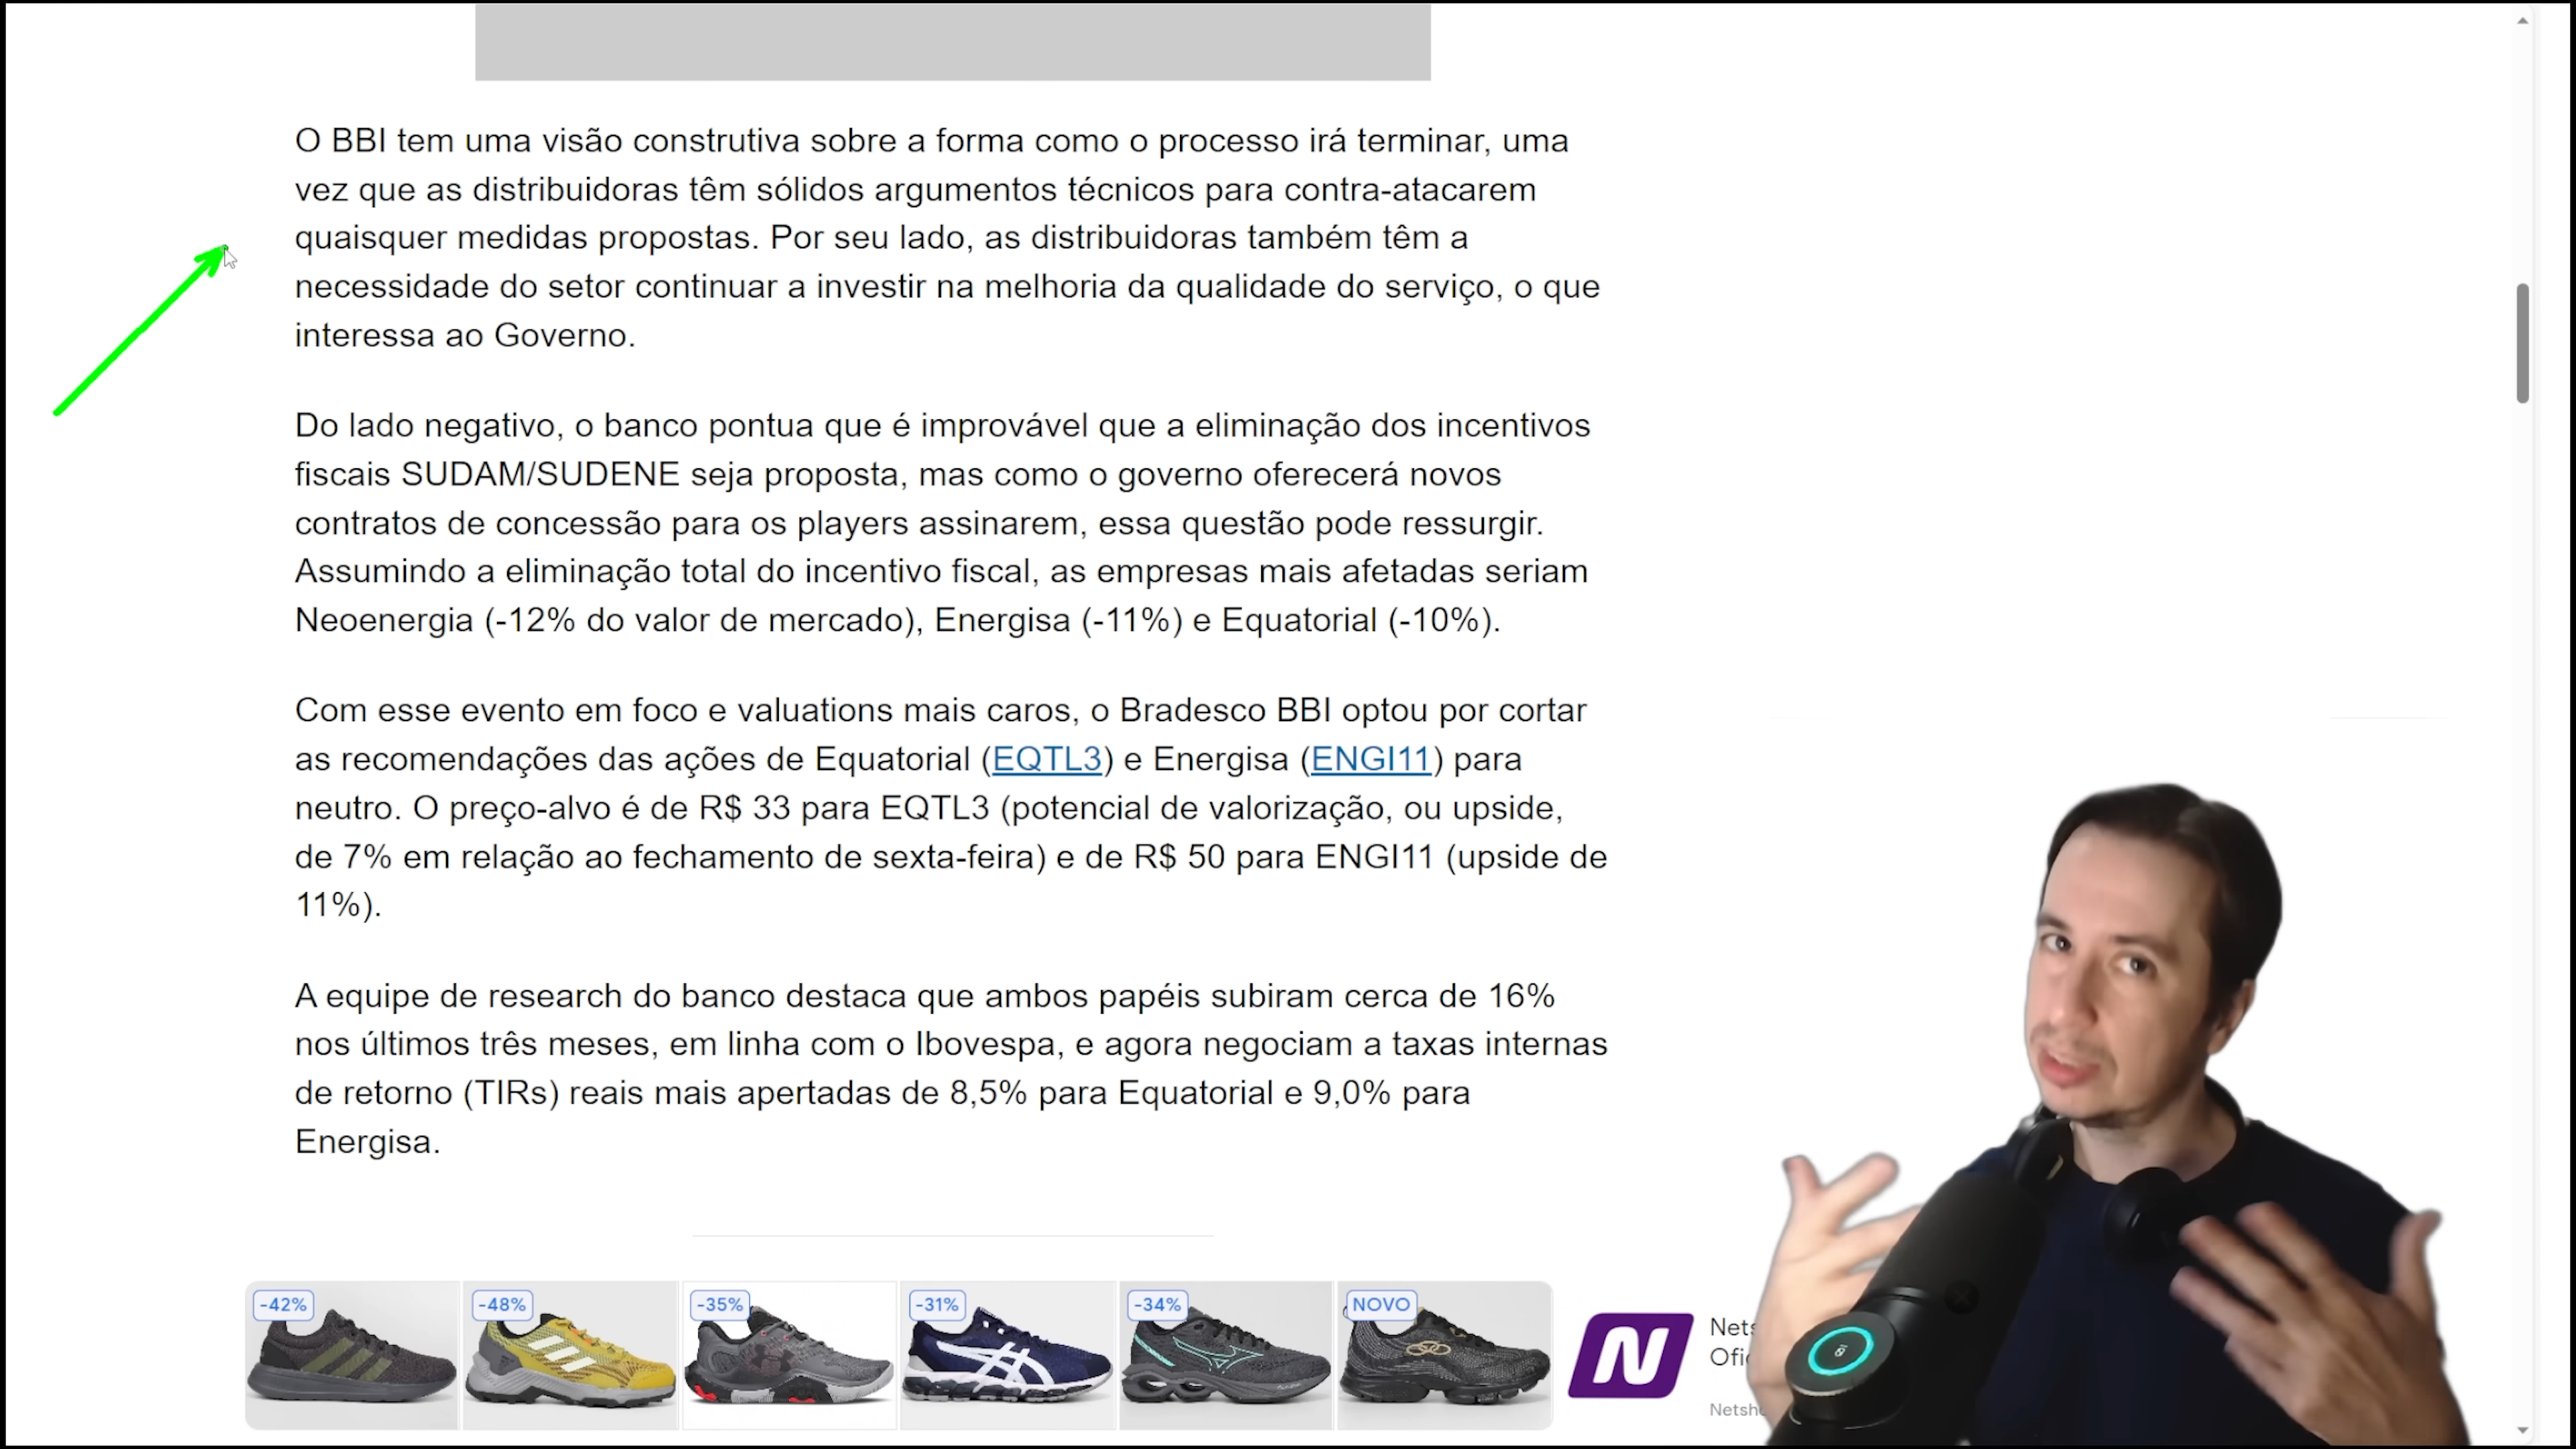 O BBI tem uma visão construtiva sobre a forma como o processo irá terminar, uma
vez que as distribuidoras têm sólidos argumentos técnicos para contra-atacarem
quaisquer medidas propostas. Por seu lado, as distribuidoras também têm a
necessidade do setor continuar a investir na melhoria da qualidade do serviço, o que
interessa ao Governo.
Do lado negativo, o banco pontua que é improvável que a eliminação dos incentivos
fiscais SUDAM/SUDENE seja proposta, mas como o governo oferecerá novos
contratos de concessão para os players assinarem, essa questão pode ressurgir.
Assumindo a eliminação total do incentivo fiscal, as empresas mais afetadas seriam
Neoenergia (-12% do valor de mercado), Energisa (-11%) e Equatorial (-10%).
Com esse evento em foco e valuations mais caros, o Bradesco BBI optou por cortar
as recomendações das ações de Equatorial (EQTL3) e Energisa (ENGI11) para
neutro. O preço-alvo é de R$ 33 para EQTL3 (potencial de valorização, ou upside,
de 7% em relação ao fechamento de sexta-feira) e de R$ 50 para ENGI11 (upside de
11%).
A equipe de research do banco destaca que ambos papéis subiram cerca de 16%
nos últimos três meses, em linha com o Ibovespa, e agora negociam a taxas internas
de retorno (TIRs) reais mais apertadas de 8,5% para Equatorial e 9,0% para
Energisa.
-42%
-48%
-35%
-31%
-34%
NOVO
N